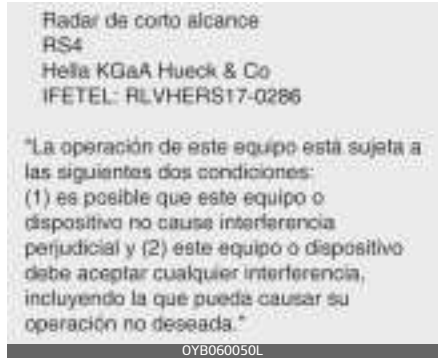 Radar de corto alcance
RS4
Hella KGaA Hueck & Co
IFETEL: RLVHERS17-0286
"La operación de este equipo está sujeta a
las siguientes dos condiciones:
(1) es posible que este equipo o
dispositivo no cause interferencia
perjudicial y (2) este equipo o dispositivo
debe aceptar cualquier interferencia,
incluyendo la que pueda causar su
operación no deseada."
OYB060050L